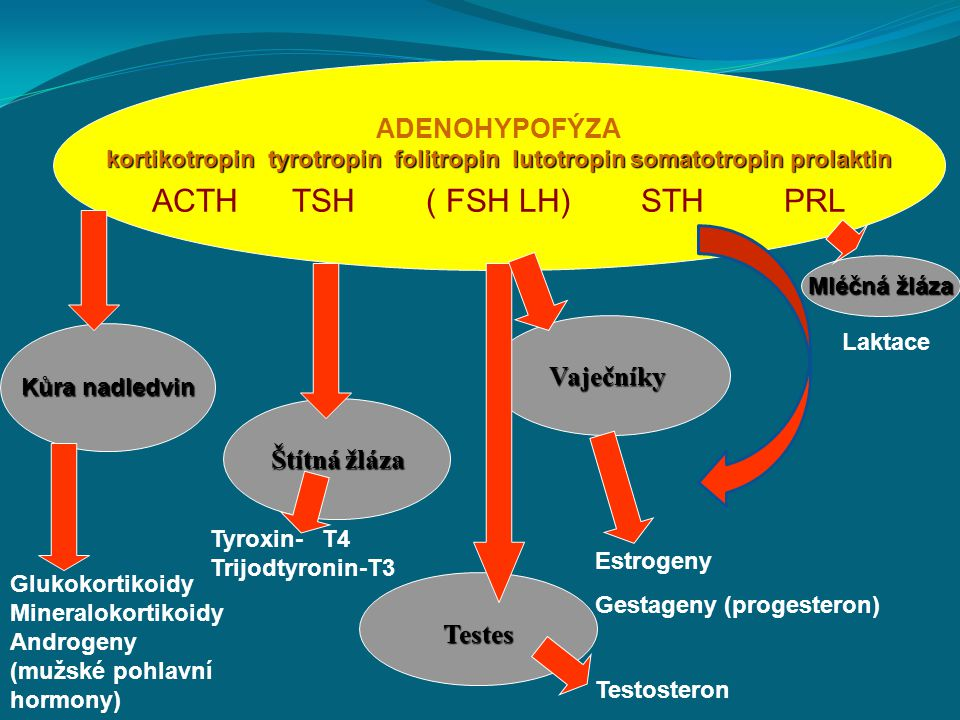 ADENOHYPOFÝZA
kortikotropin tyrotropin folitropin lutotropin somatotropin prolaktin
ACTH TSH ( FSH LH) STH PRL
Mléčná žláza
Laktace
Kůra nadledvin
Vaječníky
Štítná žláza
Tyroxin- T4
Trijodtyronin-T3
Estrogeny
Gestageny (progesteron)
Glukokortikoidy
Mineralokortikoidy
Androgeny
(mužské pohlavní
hormony)
Testes
Testosteron